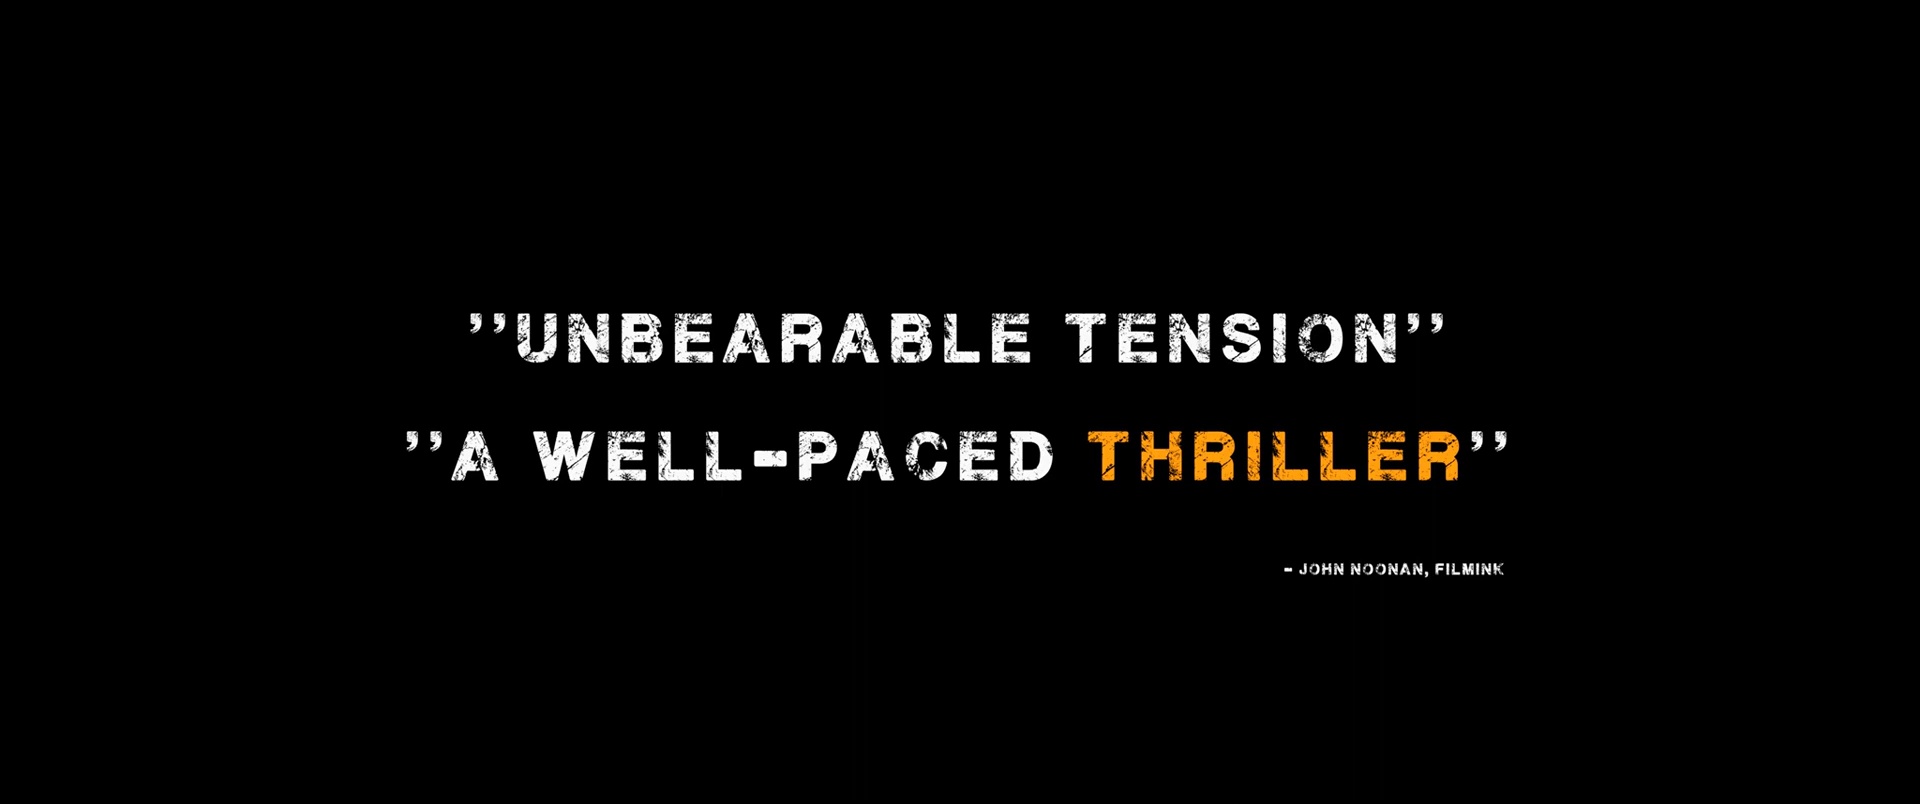 ’’UNBEARABLE TENSION’’
’’A WELL-PACED THRILLER’’
- JOHN NOONAN, FILMINK